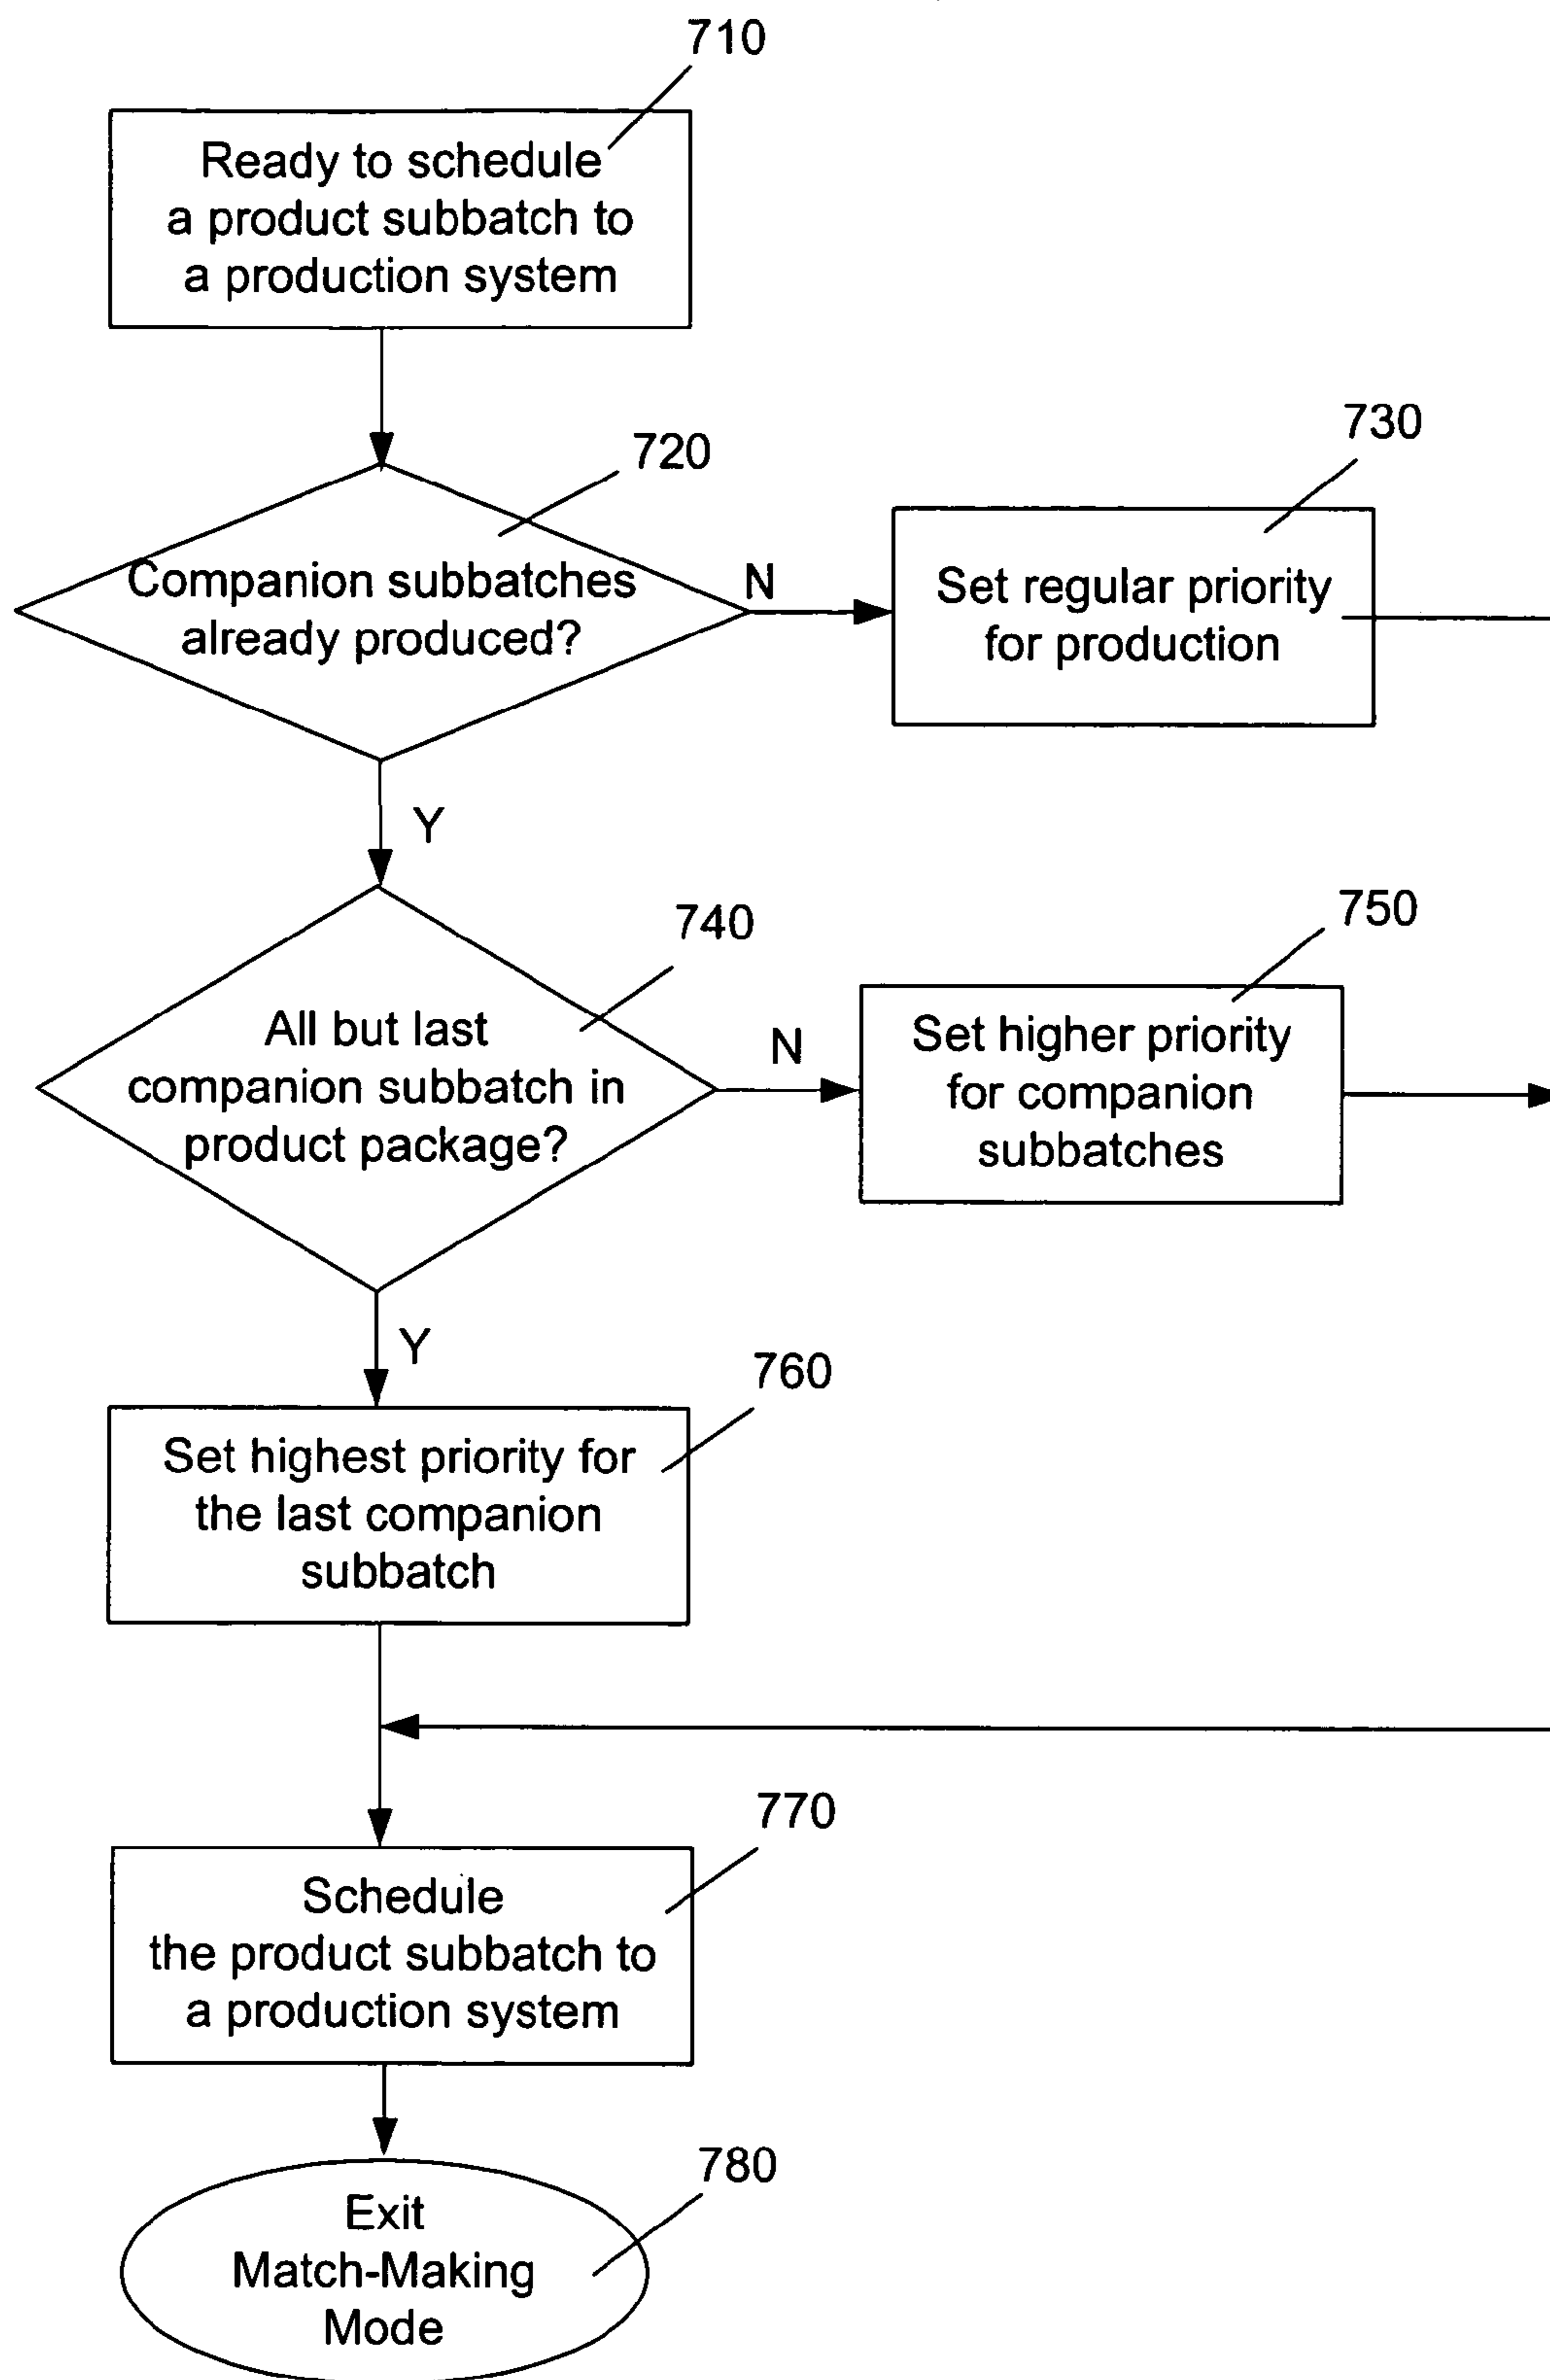 710
Ready to schedule
a product subbatch to
a production system
720
Companion subbatches
already produced?
N
730
Set regular priority
for production
Y
740
All but last
companion subbatch in
product package?
N
750
Set higher priority
for companion
subbatches
Y
760
Set highest priority for
the last companion
subbatch
770
Schedule
the product subbatch to
a production system
780
Exit
Match-Making
Mode